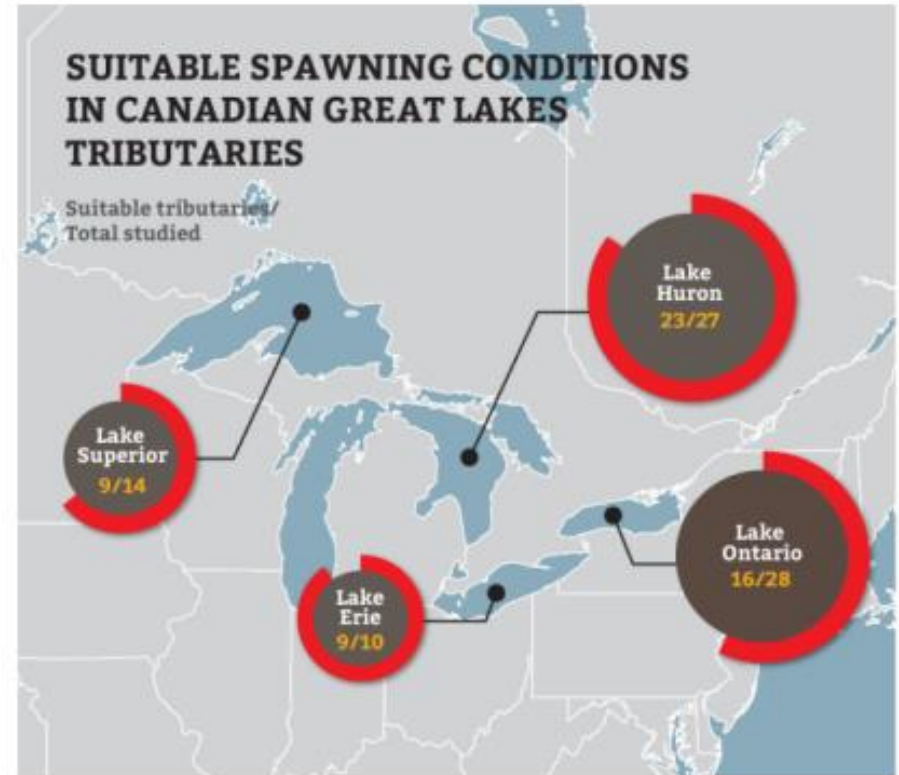 SUITABLE SPAWNING CONDITIONS
IN CANADIAN GREAT LAKES
TRIBUTARIES
Suitable tributaries/
Total studied
Lake
Huron
23/27
Lake
Superior
9/14
Lake
Ontario
16/28
Lake
Erie
9/10